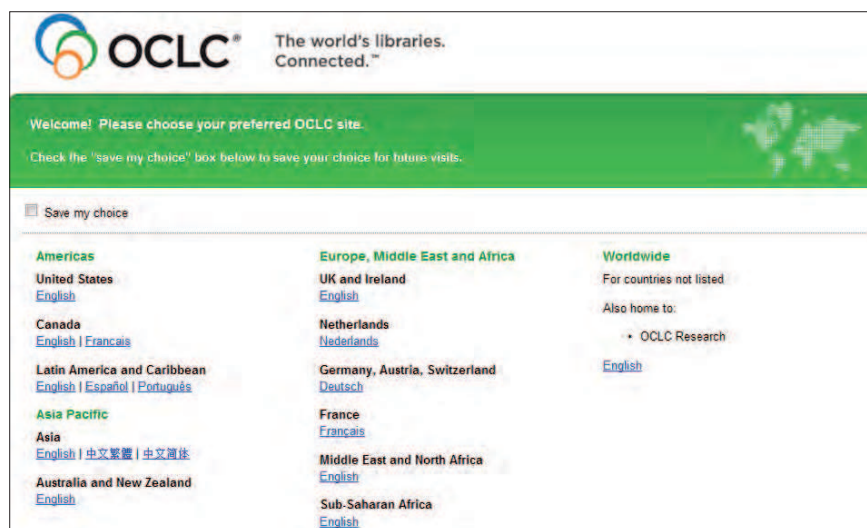 OCLC®
The world's libraries.
Connected.™
Welcome! Please choose your preferred OCLC site.
Check the "save my choice" box below to save your choice for future visits.
Save my choice
Americas
United States
English
Canada
English | Francais
Latin America and Caribbean
English | Español | Português
Asia Pacific
Asia
English | 中文繁體 | 中文简体
Australia and New Zealand
English
Europe, Middle East and Africa
UK and Ireland
English
Netherlands
Nederlands
Germany, Austria, Switzerland
Deutsch
France
Français
Middle East and North Africa
English
Sub-Saharan Africa
English
Worldwide
For countries not listed
Also home to:
• OCLC Research
English